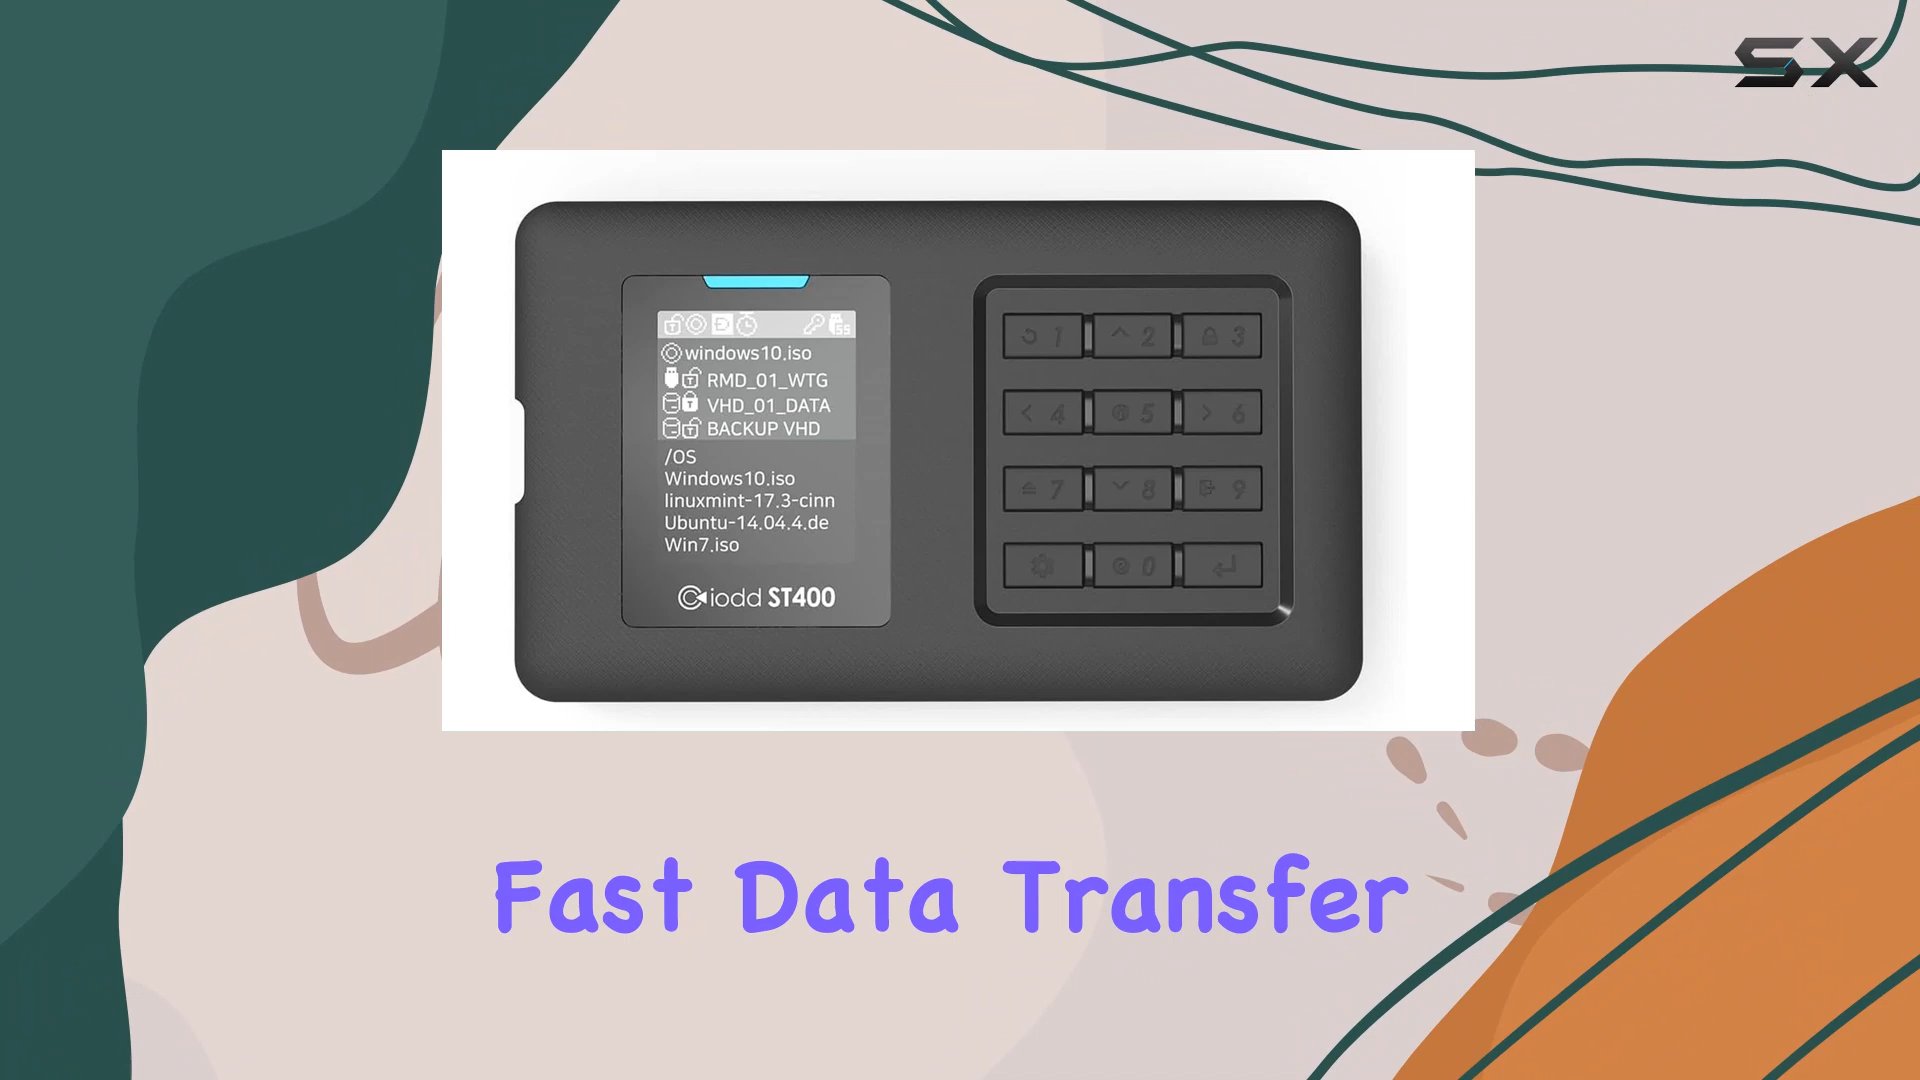 SX
SS
windows10.iso
RMD_01_WTG
VHD_01_DATA
BACKUP VHD
/OS
Windows10.iso
linuxmint-17.3-cinn
Ubuntu-14.04.4.de
Win7.iso
iodd ST400
1 2 3
4 5 6
7 8 9
0
Fast Data Transfer